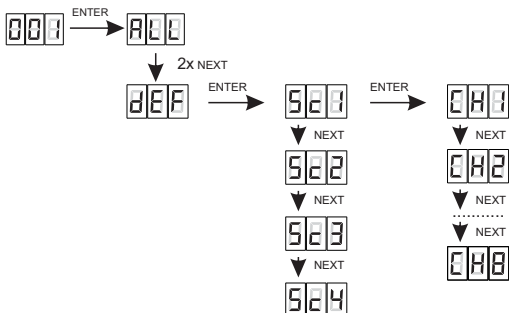 001 ENTER ALL
2x NEXT
dEF ENTER Sc1 ENTER CH1
NEXT NEXT
Sc2 CH2
NEXT NEXT
NEXT
Sc3 CH8
NEXT
Sc4